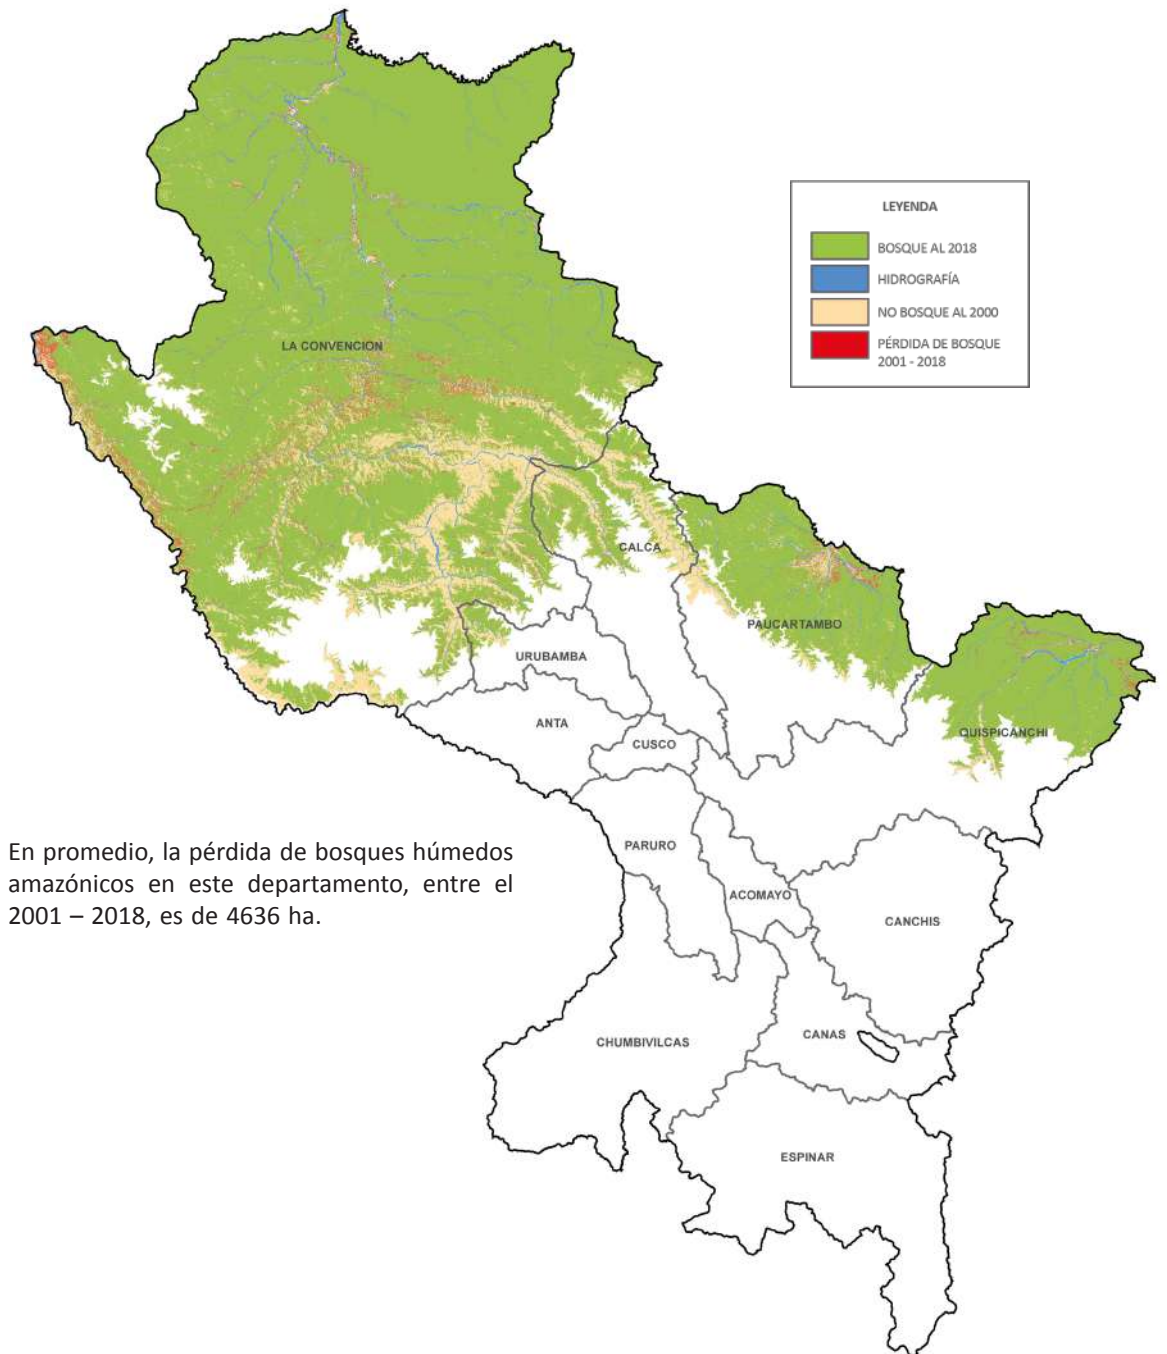 LEYENDA
BOSQUE AL 2018
HIDROGRAFÍA
NO BOSQUE AL 2000
PÉRDIDA DE BOSQUE
2001 - 2018
LA CONVENCION
CALCA
PAUCARTAMBO
URUBAMBA
ANTA
CUSCO
QUISPICANCHI
PARURO
ACOMAYO
CANCHIS
CHUMBIVILCAS
CANAS
ESPINAR
En promedio, la pérdida de bosques húmedos
amazónicos en este departamento, entre el
2001 – 2018, es de 4636 ha.